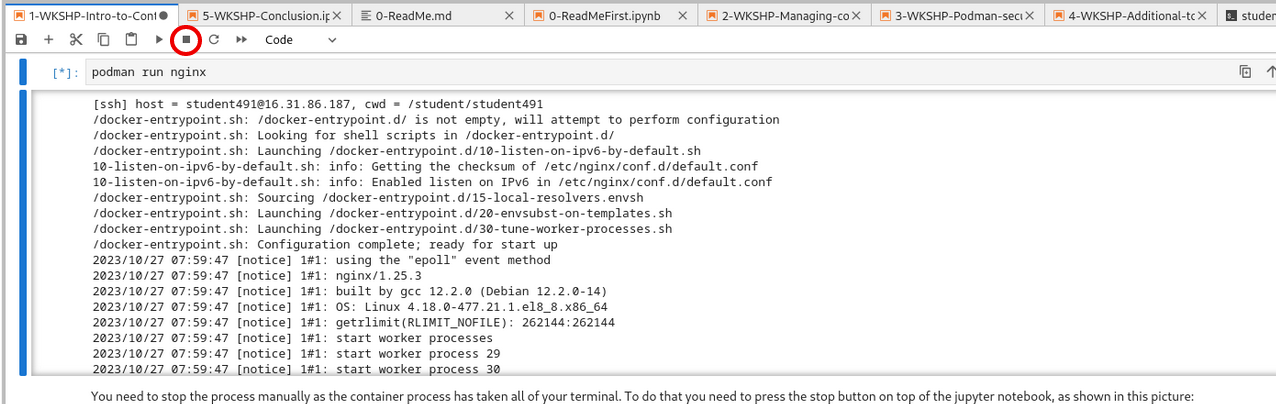 1-WKSHP-Intro-to-Cont
5-WKSHP-Conclusion.ip
0-ReadMe.md
0-ReadMeFirst.ipynb
2-WKSHP-Managing-co
3-WKSHP-Podman-secu
4-WKSHP-Additional-to
studen
Code
[*]: podman run nginx
[ssh] host = student491@16.31.86.187, cwd = /student/student491
/docker-entrypoint.sh: /docker-entrypoint.d/ is not empty, will attempt to perform configuration
/docker-entrypoint.sh: Looking for shell scripts in /docker-entrypoint.d/
/docker-entrypoint.sh: Launching /docker-entrypoint.d/10-listen-on-ipv6-by-default.sh
10-listen-on-ipv6-by-default.sh: info: Getting the checksum of /etc/nginx/conf.d/default.conf
10-listen-on-ipv6-by-default.sh: info: Enabled listen on IPv6 in /etc/nginx/conf.d/default.conf
/docker-entrypoint.sh: Sourcing /docker-entrypoint.d/15-local-resolvers.envsh
/docker-entrypoint.sh: Launching /docker-entrypoint.d/20-envsubst-on-templates.sh
/docker-entrypoint.sh: Launching /docker-entrypoint.d/30-tune-worker-processes.sh
/docker-entrypoint.sh: Configuration complete; ready for start up
2023/10/27 07:59:47 [notice] 1#1: using the "epoll" event method
2023/10/27 07:59:47 [notice] 1#1: nginx/1.25.3
2023/10/27 07:59:47 [notice] 1#1: built by gcc 12.2.0 (Debian 12.2.0-14)
2023/10/27 07:59:47 [notice] 1#1: OS: Linux 4.18.0-477.21.1.el8_8.x86_64
2023/10/27 07:59:47 [notice] 1#1: getrlimit(RLIMIT_NOFILE): 262144:262144
2023/10/27 07:59:47 [notice] 1#1: start worker processes
2023/10/27 07:59:47 [notice] 1#1: start worker process 29
2023/10/27 07:59:47 [notice] 1#1: start worker process 30
You need to stop the process manually as the container process has taken all of your terminal. To do that you need to press the stop button on top of the jupyter notebook, as shown in this picture: